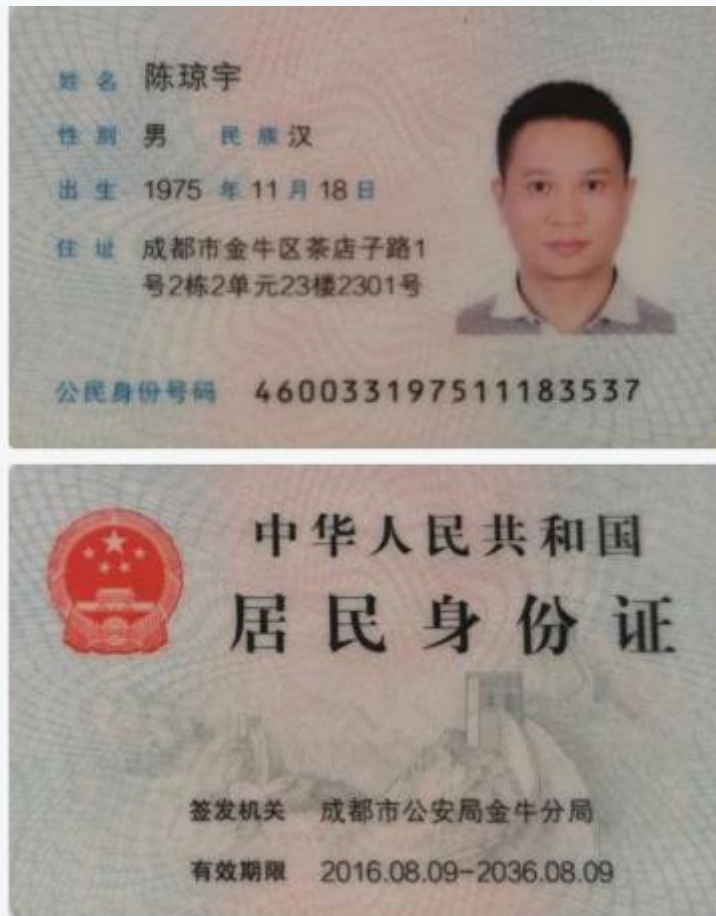 姓名 陈琼宇
性别 男 民族 汉
出生 1975 年 11 月 18 日
住址 成都市金牛区茶店子路1
号2栋2单元23楼2301号
公民身份号码 460033197511183537
中华人民共和国
居民身份证
签发机关 成都市公安局金牛分局
有效期限 2016.08.09-2036.08.09